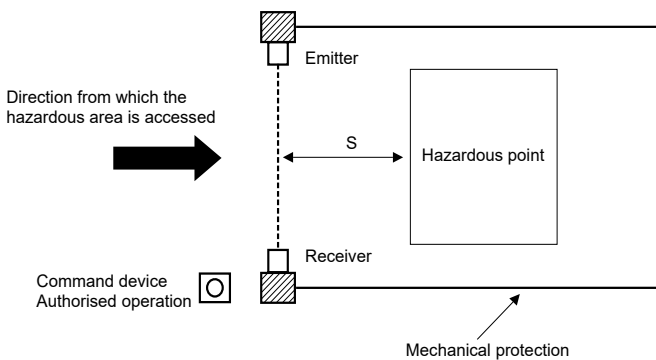 Emitter
Direction from which the
hazardous area is accessed
S
Hazardous point
Receiver
Command device
Authorised operation
Mechanical protection